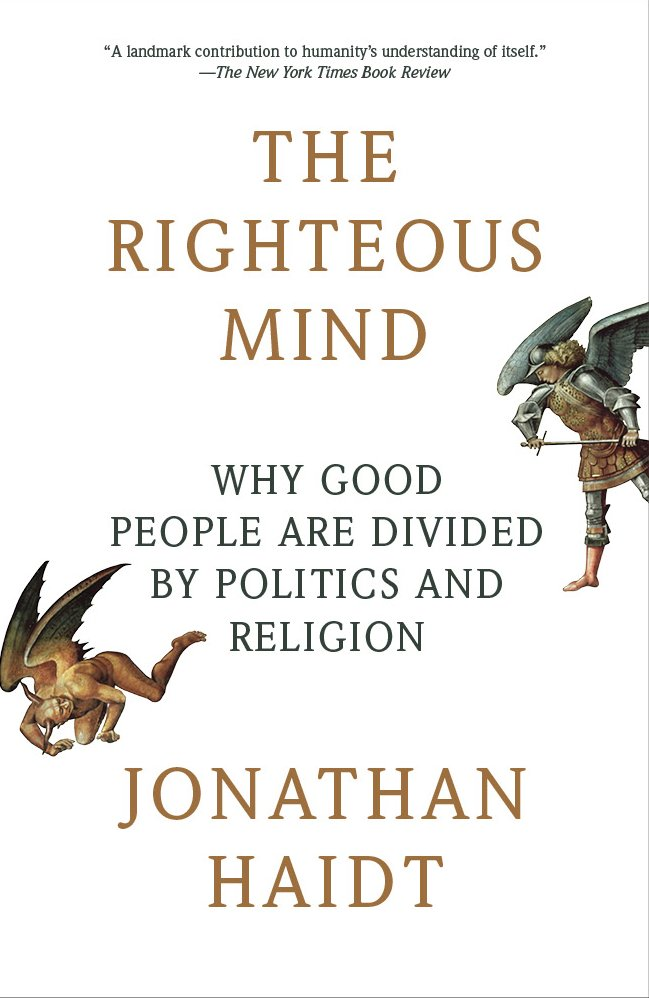 “A landmark contribution to humanity’s understanding of itself.”
—The New York Times Book Review
THE
RIGHTEOUS
MIND
WHY GOOD
PEOPLE ARE DIVIDED
BY POLITICS AND
RELIGION
JONATHAN
HAIDT